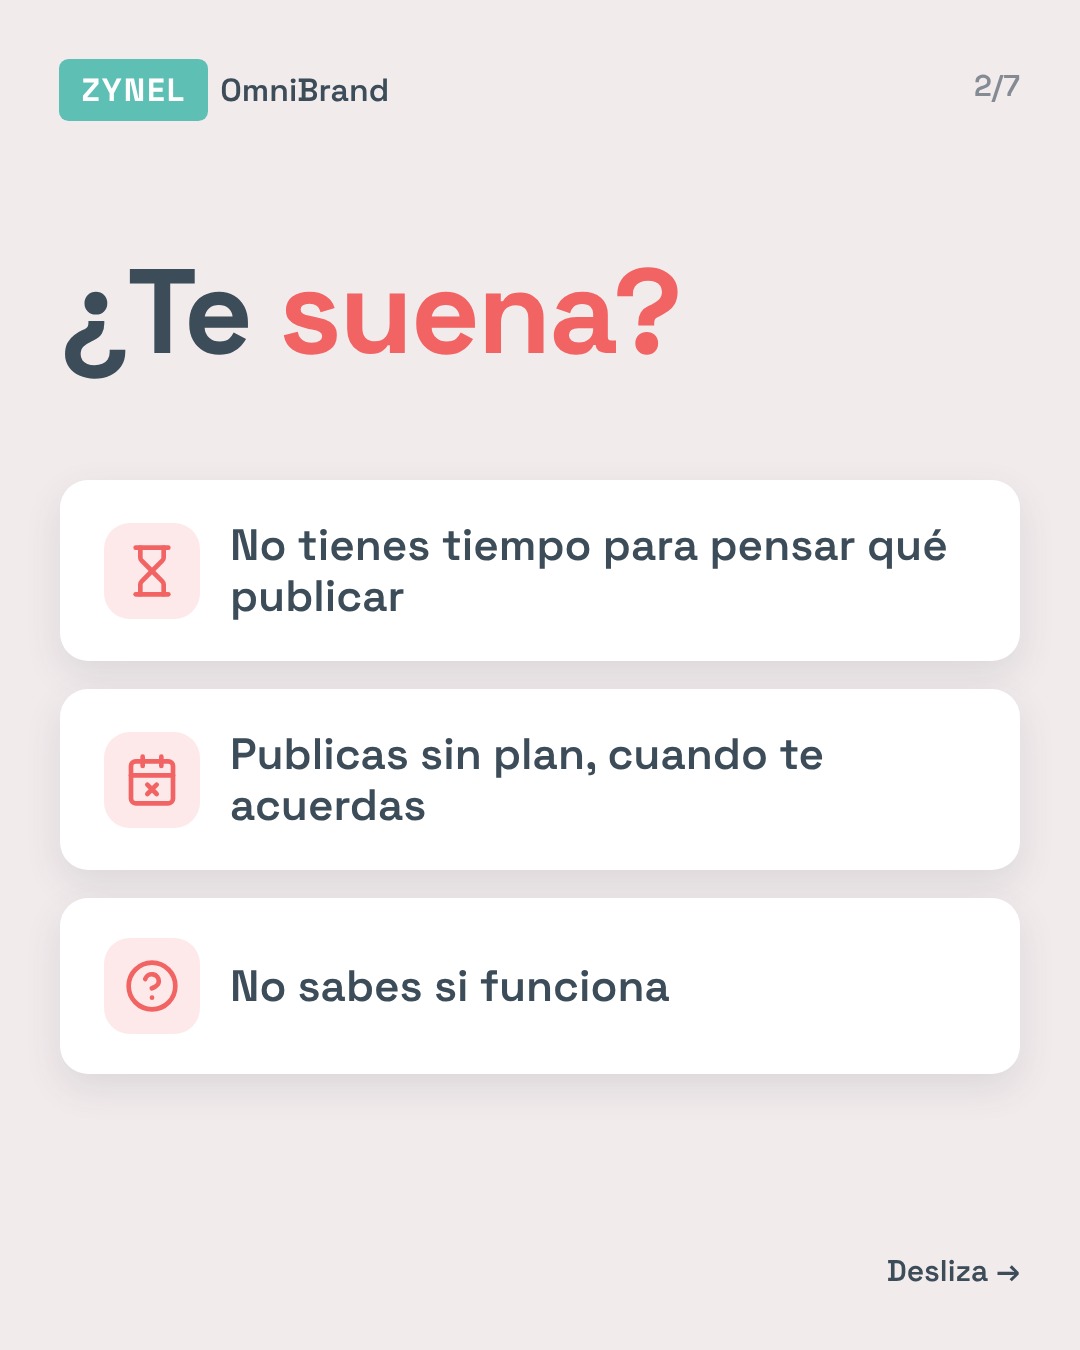 ZYNEL OmniBrand
2/7
¿Te suena?
No tienes tiempo para pensar qué
publicar
Publicas sin plan, cuando te
acuerdas
No sabes si funciona
Desliza →